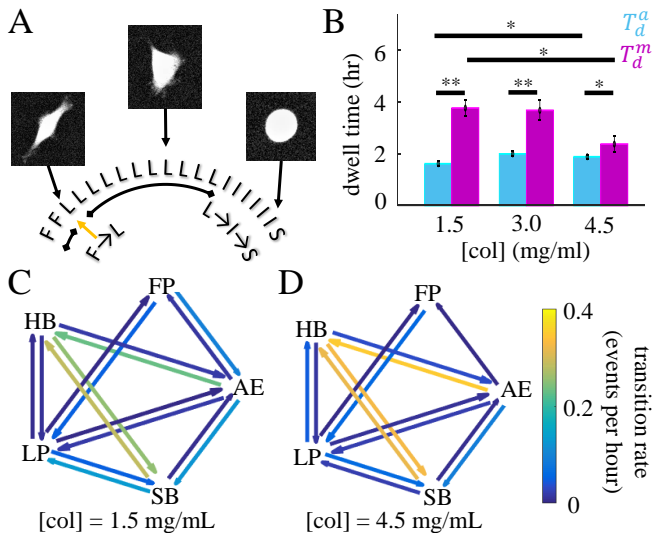 A
F F L L L L L L L L L L L L I I I I I S
F→L
L→I→S
B
dwell time (hr)
6
4
2
0
*
*
** ** *
T_d^a
T_d^m
1.5 3.0 4.5
[col] (mg/ml)
C
FP
HB
AE
LP
SB
[col] = 1.5 mg/mL
D
FP
HB
AE
LP
SB
[col] = 4.5 mg/mL
0.4
0.2
0
transition rate
(events per hour)